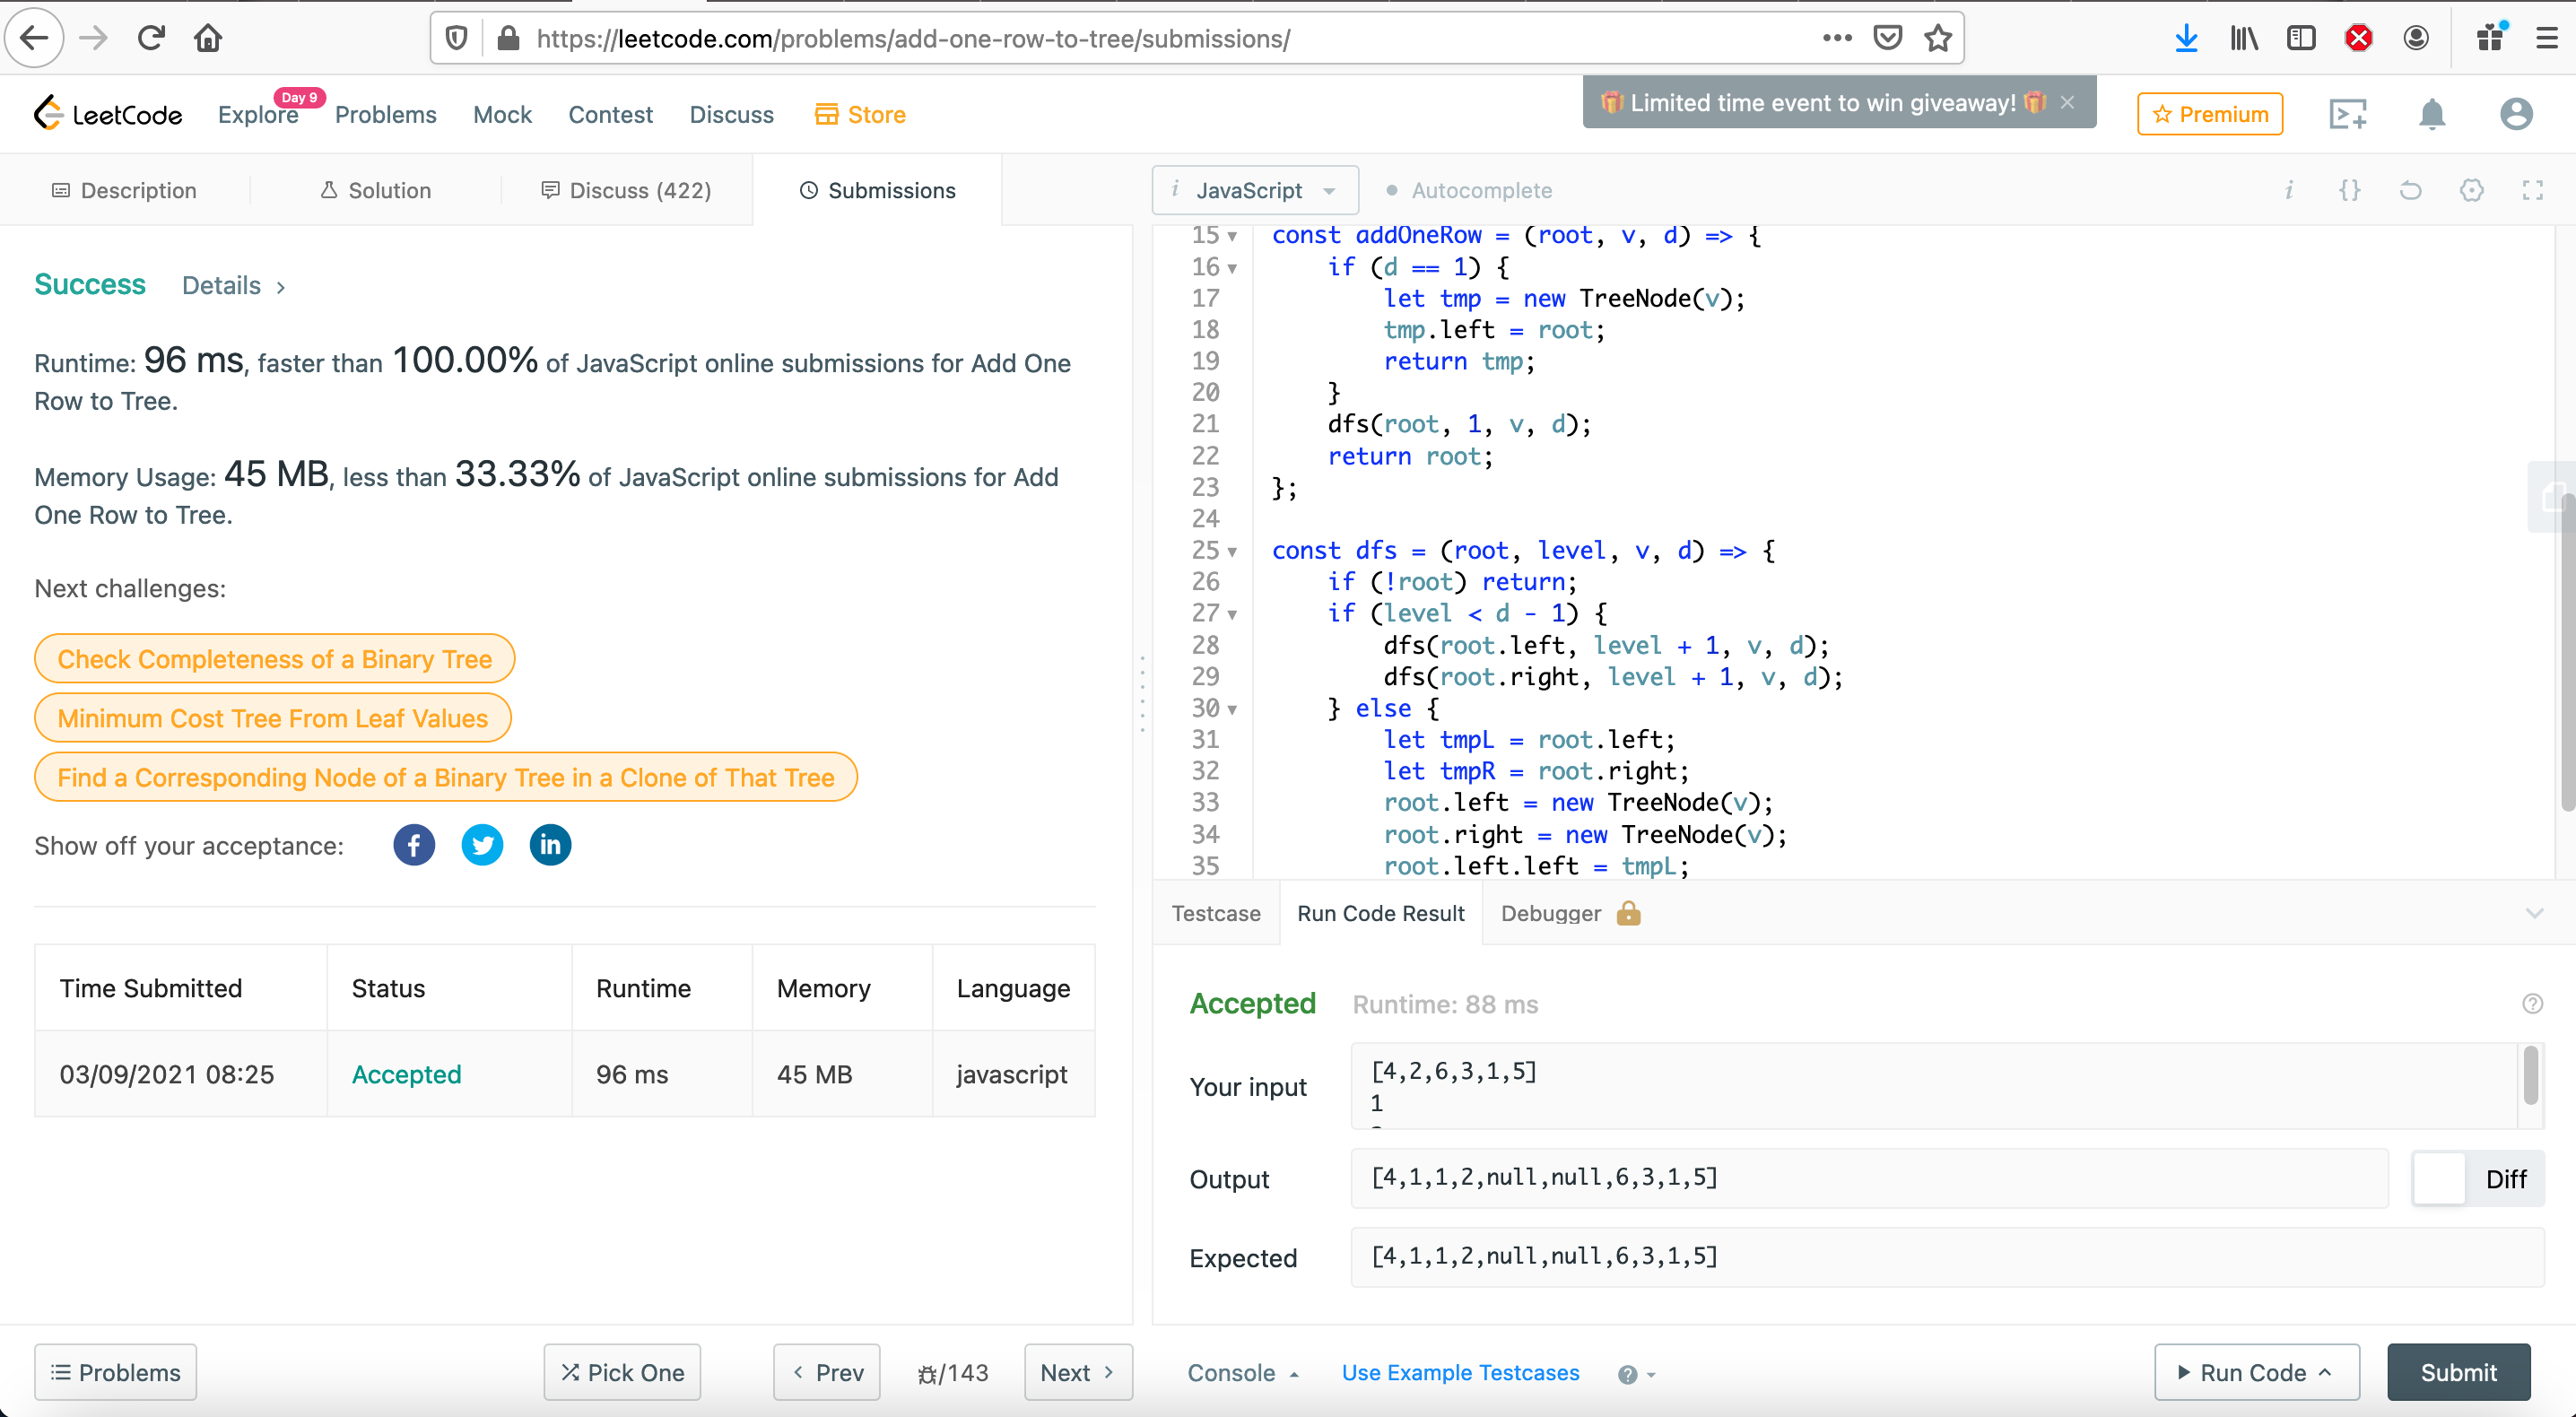 https://leetcode.com/problems/add-one-row-to-tree/submissions/
LeetCode
Explore
Day 9
Problems
Mock
Contest
Discuss
Store
Limited time event to win giveaway!
Premium
Description
Solution
Discuss (422)
Submissions
i JavaScript
Autocomplete
Success
Details
Runtime: 96 ms, faster than 100.00% of JavaScript online submissions for Add One
Row to Tree.
Memory Usage: 45 MB, less than 33.33% of JavaScript online submissions for Add
One Row to Tree.
Next challenges:
Check Completeness of a Binary Tree
Minimum Cost Tree From Leaf Values
Find a Corresponding Node of a Binary Tree in a Clone of That Tree
Show off your acceptance:
Time Submitted Status Runtime Memory Language
03/09/2021 08:25 Accepted 96 ms 45 MB javascript
15 const addOneRow = (root, v, d) => {
16 if (d == 1) {
17 let tmp = new TreeNode(v);
18 tmp.left = root;
19 return tmp;
20 }
21 dfs(root, 1, v, d);
22 return root;
23 };
24
25 const dfs = (root, level, v, d) => {
26 if (!root) return;
27 if (level < d - 1) {
28 dfs(root.left, level + 1, v, d);
29 dfs(root.right, level + 1, v, d);
30 } else {
31 let tmpL = root.left;
32 let tmpR = root.right;
33 root.left = new TreeNode(v);
34 root.right = new TreeNode(v);
35 root.left.left = tmpL;
Testcase
Run Code Result
Debugger
Accepted Runtime: 88 ms
Your input
[4,2,6,3,1,5]
1
Output
[4,1,1,2,null,null,6,3,1,5]
Diff
Expected
[4,1,1,2,null,null,6,3,1,5]
Problems
Pick One
Prev
/143
Next
Console
Use Example Testcases
Run Code
Submit